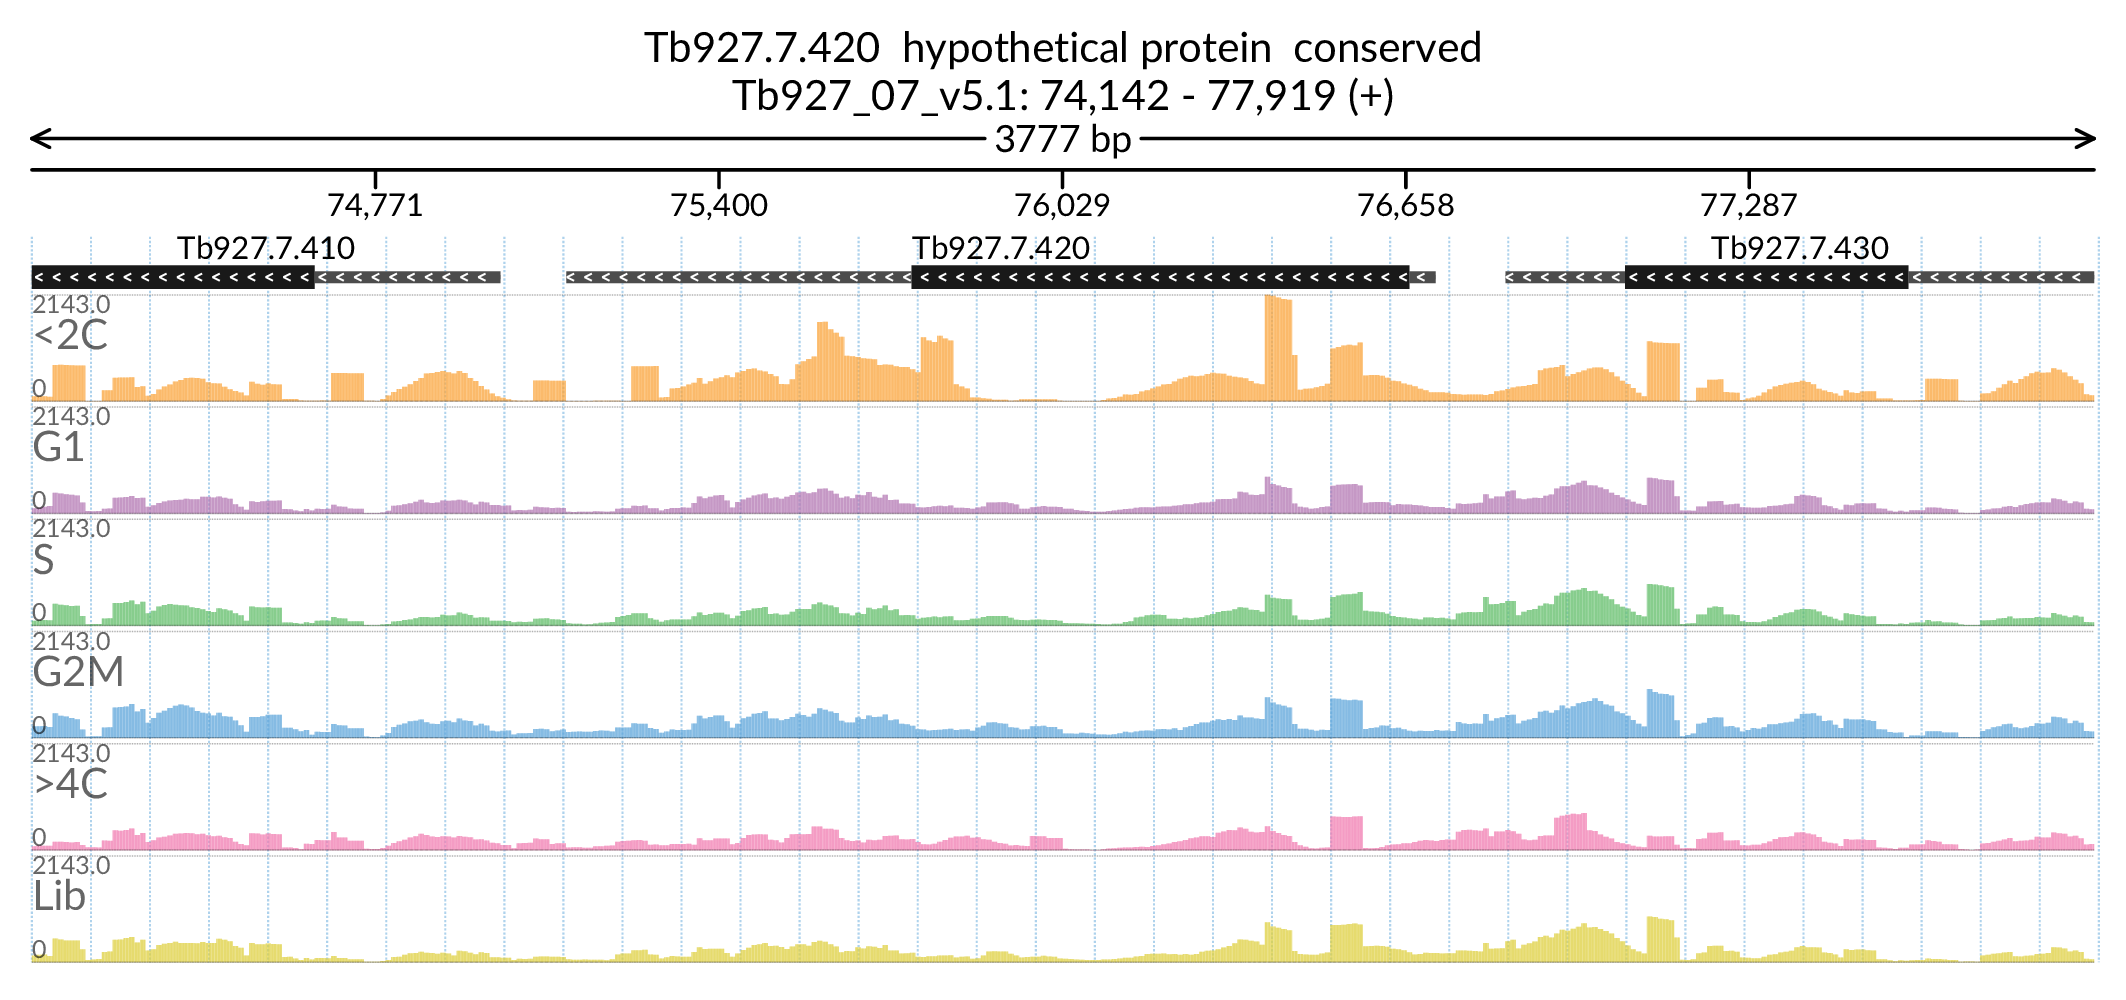 Tb927.7.420 hypothetical protein conserved
Tb927_07_v5.1: 74,142 - 77,919 (+)
3777 bp
74,771 75,400 76,029 76,658 77,287
Tb927.7.410 Tb927.7.420 Tb927.7.430
2143.0
<2C
0
2143.0
G1
0
2143.0
S
0
2143.0
G2M
0
2143.0
>4C
0
2143.0
Lib
0